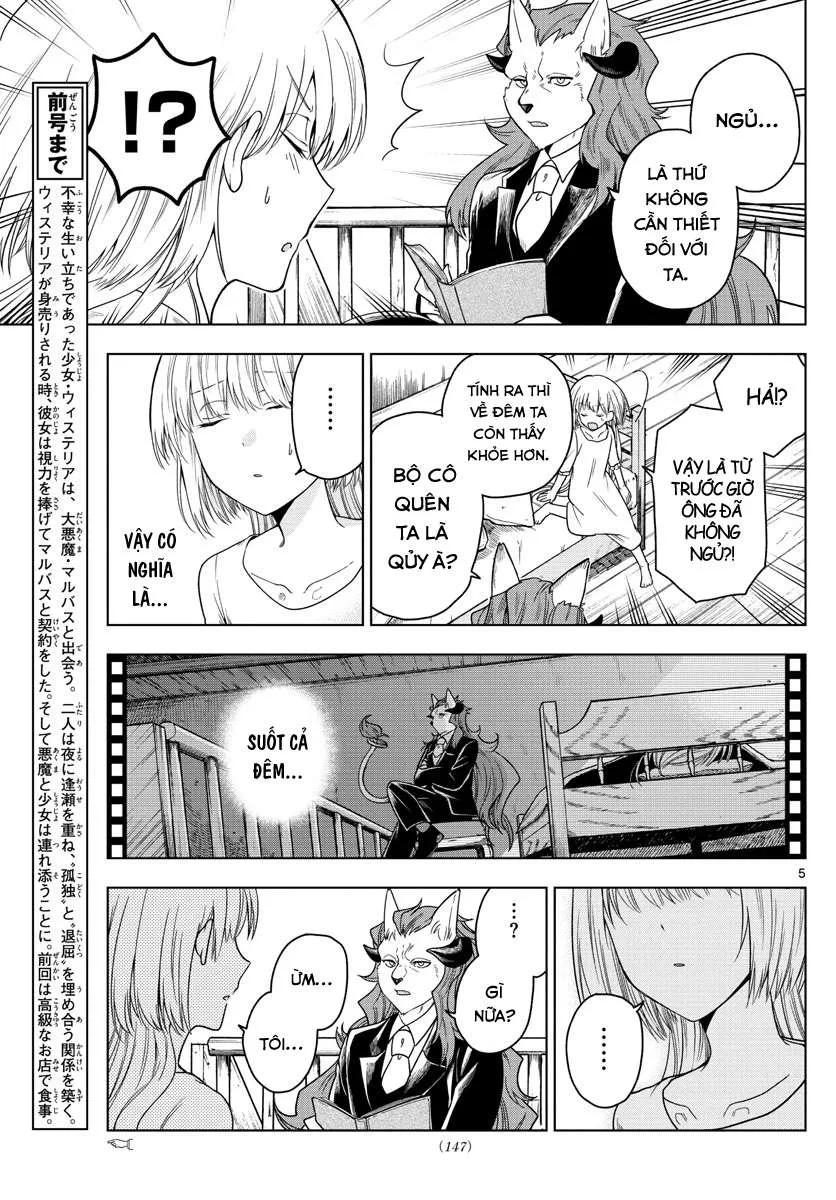 NGỦ...
LÀ THỨ
KHÔNG
CẦN THIẾT
ĐỐI VỚI
TA.
!?
HẢ!?
VẬY LÀ TỪ
TRƯỚC GIỜ
ÔNG ĐÃ
KHÔNG
NGỦ?!
TÍNH RA THÌ
VỀ ĐÊM TA
CÒN THẤY
KHỎE HƠN.
BỘ CÔ
QUÊN
TA LÀ
QỦY À?
......
VẬY CÓ
NGHĨA
LÀ...
SUỐT CẢ
ĐÊM...
5
......
...?
GÌ
NỮA?
ỪM...
TÔI...
前号まで
不幸な生い立ちであった少女・ウィステリアは、大悪魔・マルバスと出会う。二人は夜に逢瀬を重ね、〝孤独〟と〝退屈〟を埋め合う関係を築く。
ウィステリアが身売りされる時、彼女は視力を捧げてマルバスと契約をした。そして悪魔と少女は連れ添うことに。前回は高級なお店で食事。
(147)